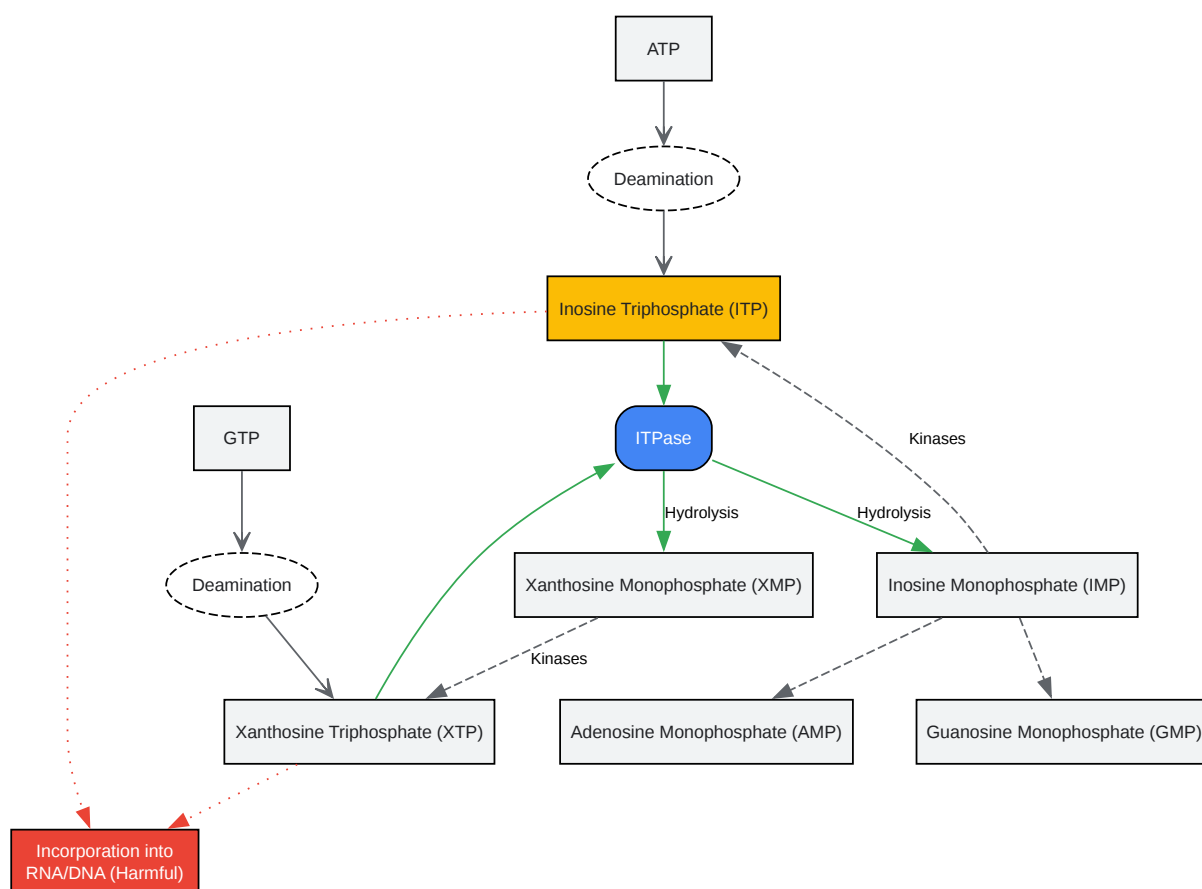 ATP
Deamination
Inosine Triphosphate (ITP)
GTP
ITPase
Kinases
Hydrolysis
Hydrolysis
Deamination
Xanthosine Monophosphate (XMP)
Inosine Monophosphate (IMP)
Kinases
Xanthosine Triphosphate (XTP)
Adenosine Monophosphate (AMP)
Guanosine Monophosphate (GMP)
Incorporation into
RNA/DNA (Harmful)